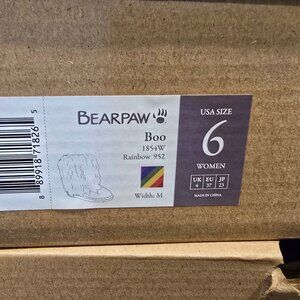 BEARPAW
Boo
1854W
Rainbow 952
Width: M
USA SIZE
6
WOMEN
UK EU JP
4 37 23
MADE IN CHINA
8 89918 71826 5